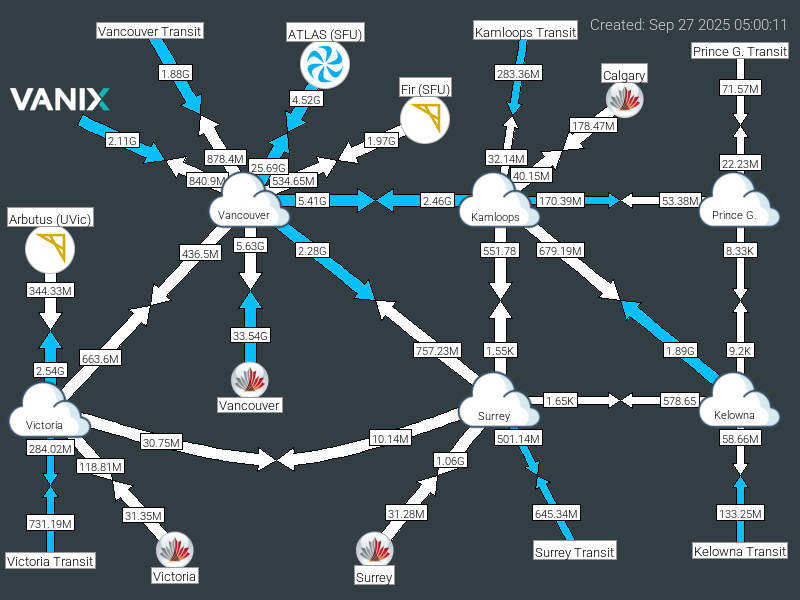 Created: Sep 27 2025 05:00:11
Vancouver Transit
ATLAS (SFU)
Kamloops Transit
Prince G. Transit
1.88G
283.36M
Calgary
71.57M
VANIX
4.52G
Fir (SFU)
178.47M
2.11G
1.97G
878.4M
32.14M
22.23M
25.69G
40.15M
840.9M
534.65M
5.41G
2.46G
170.39M
53.38M
Vancouver
Kamloops
Prince G.
Arbutus (UVic)
436.5M
5.63G
2.28G
551.78
679.19M
8.33K
344.33M
33.54G
663.6M
757.23M
1.55K
1.89G
9.2K
2.54G
Vancouver
1.65K
578.65
Victoria
Surrey
Kelowna
284.02M
30.75M
10.14M
501.14M
58.66M
118.81M
1.06G
731.19M
31.35M
31.28M
645.34M
133.25M
Victoria Transit
Victoria
Surrey
Surrey Transit
Kelowna Transit